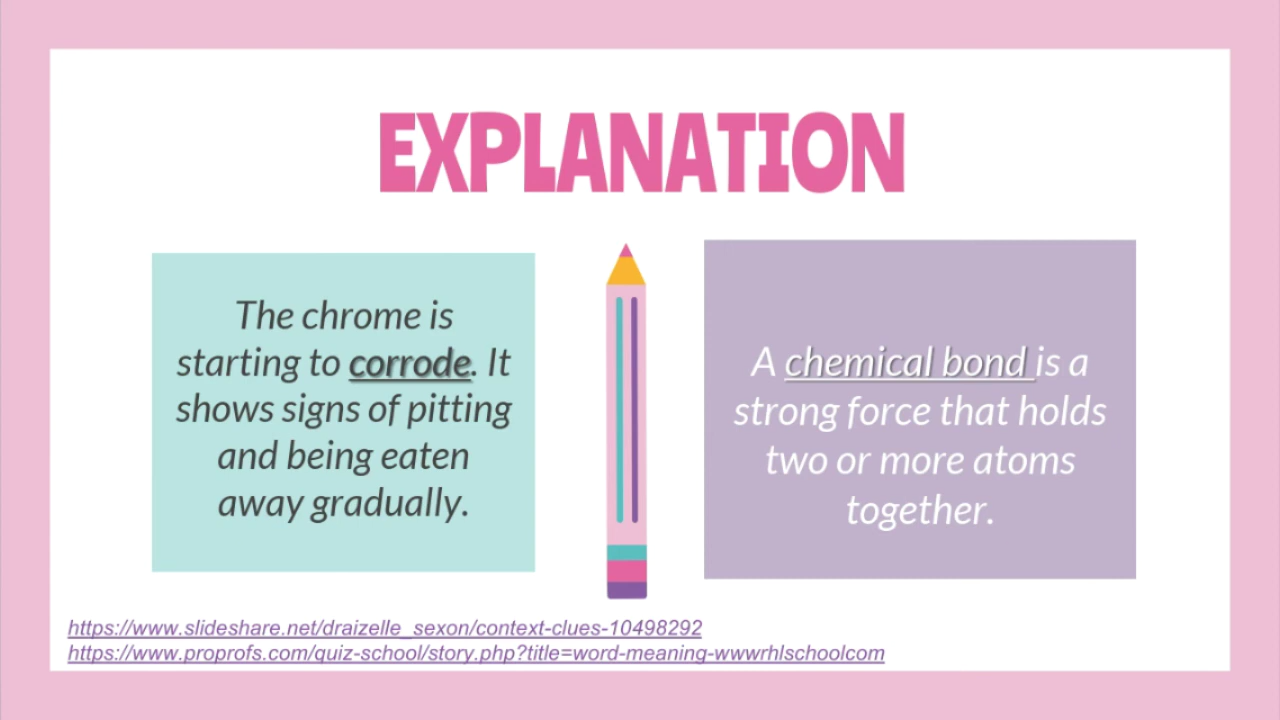 EXPLANATION
The chrome is
starting to corrode. It
shows signs of pitting
and being eaten
away gradually.
A chemical bond is a
strong force that holds
two or more atoms
together.
https://www.slideshare.net/draizelle_sexon/context-clues-10498292
https://www.proprofs.com/quiz-school/story.php?title=word-meaning-wwwrhlschoolcom